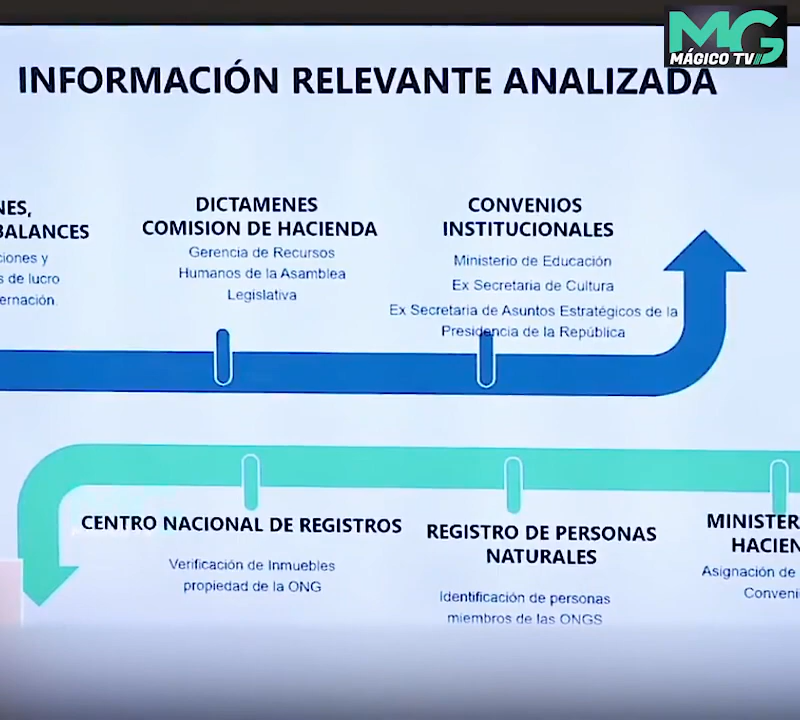 MG
MÁGICO TV
INFORMACIÓN RELEVANTE ANALIZADA
NES,
BALANCES
ciones y
s de lucro
ernación.
DICTAMENES
COMISION DE HACIENDA
Gerencia de Recursos
Humanos de la Asamblea
Legislativa
CONVENIOS
INSTITUCIONALES
Ministerio de Educación
Ex Secretaria de Cultura
Ex Secretaria de Asuntos Estratégicos de la
Presidencia de la República
CENTRO NACIONAL DE REGISTROS
Verificación de Inmuebles
propiedad de la ONG
REGISTRO DE PERSONAS
NATURALES
Identificación de personas
miembros de las ONGS
MINISTER
HACIEN
Asignación de
Conveni